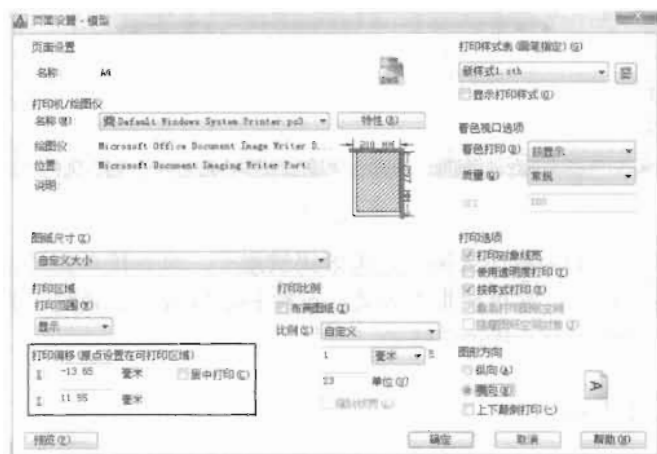 页面设置 - 模型
页面设置
名称: A4
打印机/绘图仪
名称(M) Default Windows System Printer.pc3 特性(R)
绘图仪 Microsoft Office Document Image Writer D...
位置: Microsoft Document Imaging Writer Port:
说明:
210 MM
图纸尺寸(Z)
自定义大小
打印区域
打印范围(W)
显示
打印偏移(原点设置在可打印区域)
X: -13.65 毫米 居中打印(C)
11.55 毫米
打印比例
布满图纸(I)
比例(S) 自定义
1 毫米
单位(U)
打印样式表(画笔指定)(G)
新样式1.stb
显示打印样式(D)
着色视口选项
着色打印(D) 按显示
质量(Q) 常规
打印选项
打印对象线宽
使用透明度打印(T)
按样式打印(E)
图形方向
纵向(A)
横向(N)
上下颠倒打印(-)
A
预览(P) 确定 取消 帮助(H)